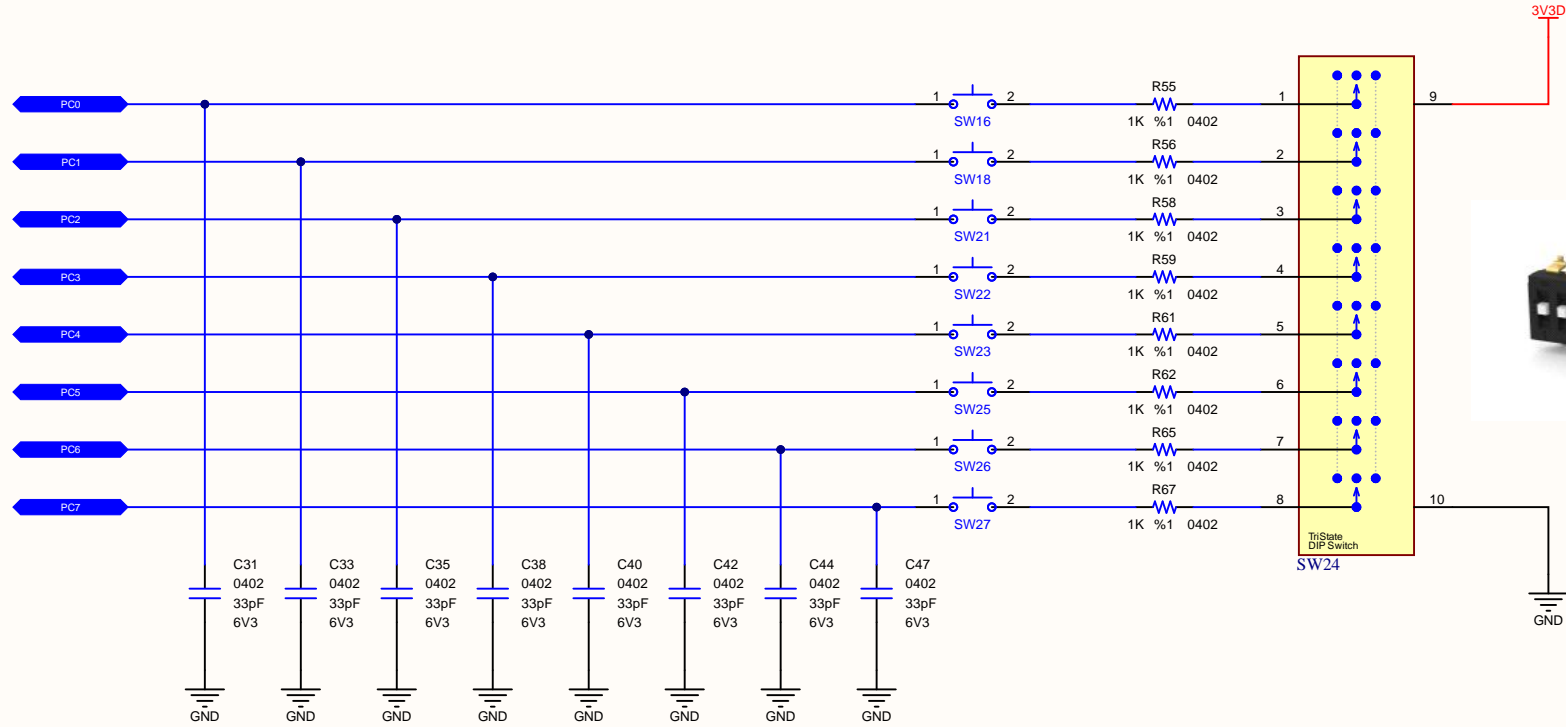 3V3D
PC0
1
2
SW16
R55
1K %1 0402
1
9
PC1
1
2
SW18
R56
1K %1 0402
2
PC2
1
2
SW21
R58
1K %1 0402
3
PC3
1
2
SW22
R59
1K %1 0402
4
PC4
1
2
SW23
R61
1K %1 0402
5
PC5
1
2
SW25
R62
1K %1 0402
6
PC6
1
2
SW26
R65
1K %1 0402
7
PC7
1
2
SW27
R67
1K %1 0402
8
10
TriState
DIP Switch
SW24
GND
C31
0402
33pF
6V3
GND
C33
0402
33pF
6V3
GND
C35
0402
33pF
6V3
GND
C38
0402
33pF
6V3
GND
C40
0402
33pF
6V3
GND
C42
0402
33pF
6V3
GND
C44
0402
33pF
6V3
GND
C47
0402
33pF
6V3
GND